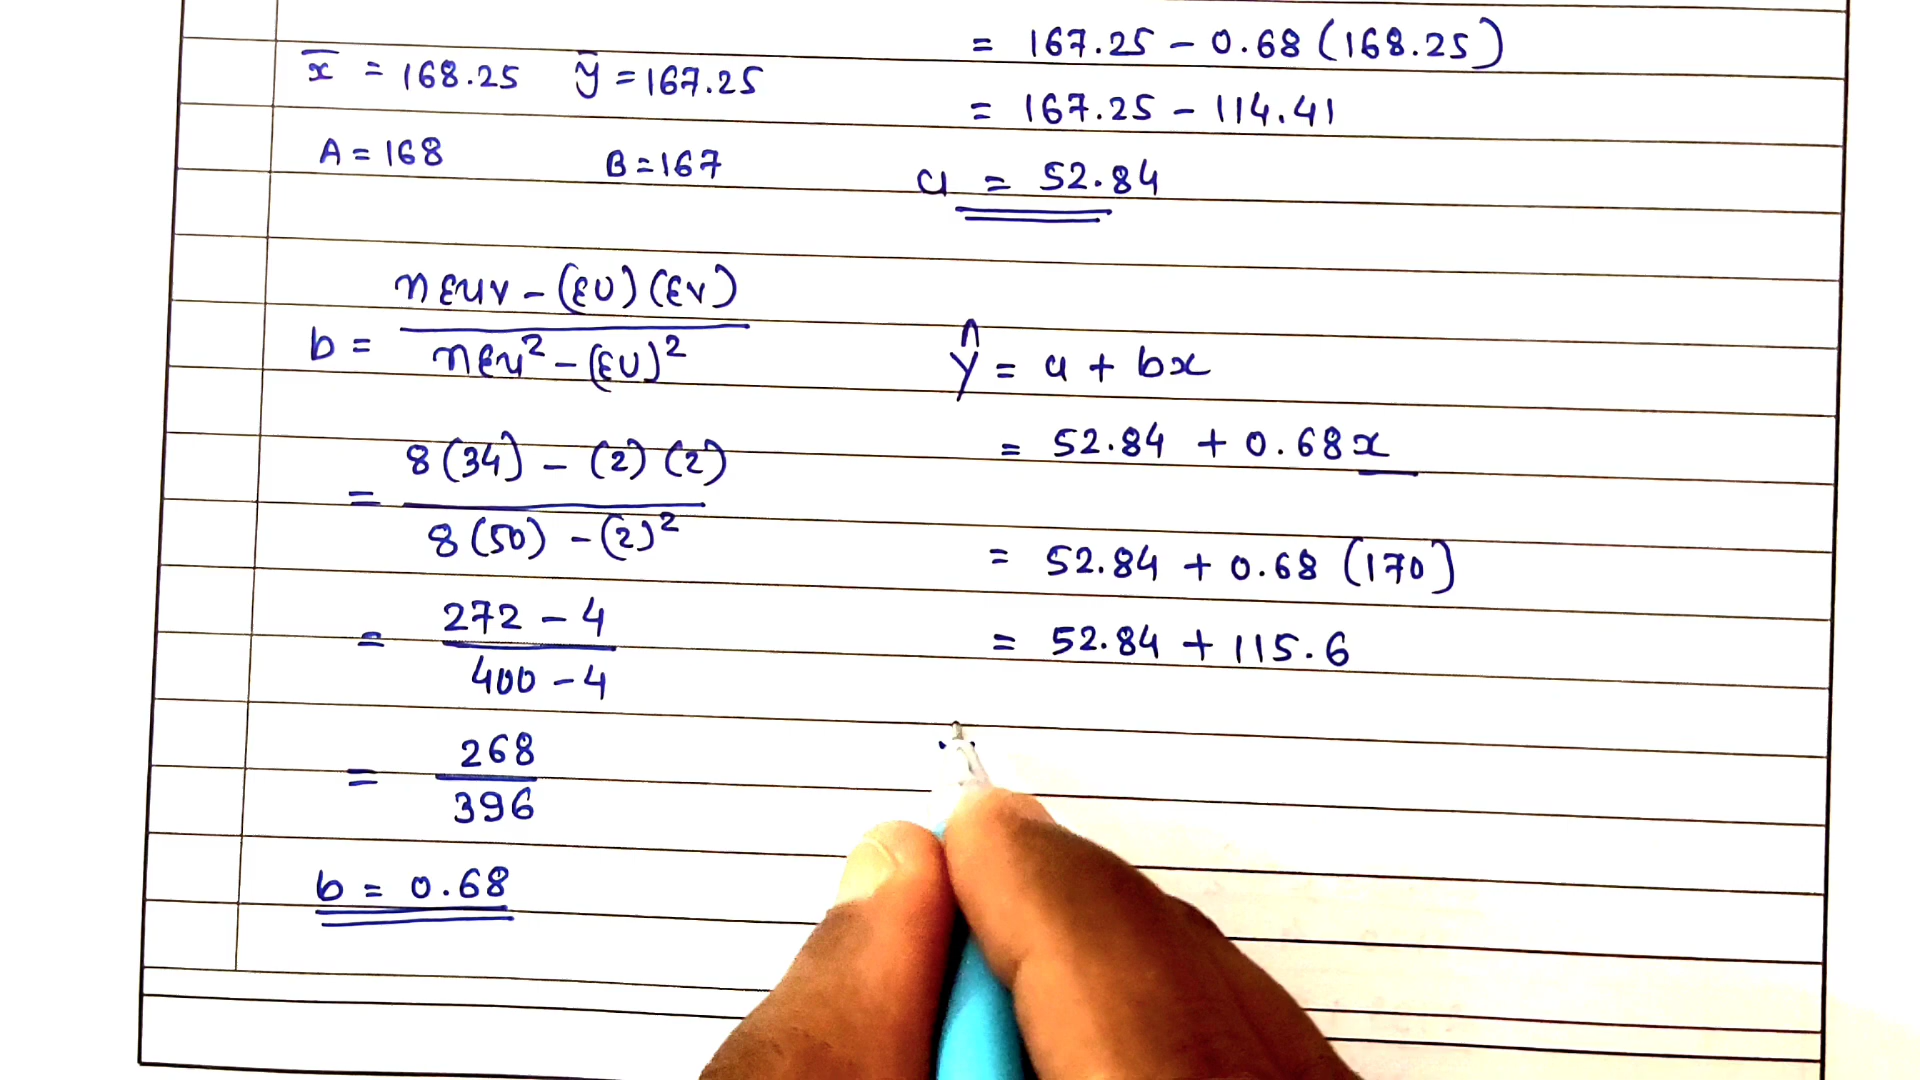 x̄ = 168.25 ȳ = 167.25
A = 168 B = 167
b = nΣuv - (Σu)(Σv) / nΣu² - (Σu)²
= 8(34) - (2)(2) / 8(50) - (2)²
= 272 - 4 / 400 - 4
= 268 / 396
b = 0.68
= 167.25 - 0.68(168.25)
= 167.25 - 114.41
a = 52.84
ŷ = a + bx
= 52.84 + 0.68x
= 52.84 + 0.68(170)
= 52.84 + 115.6